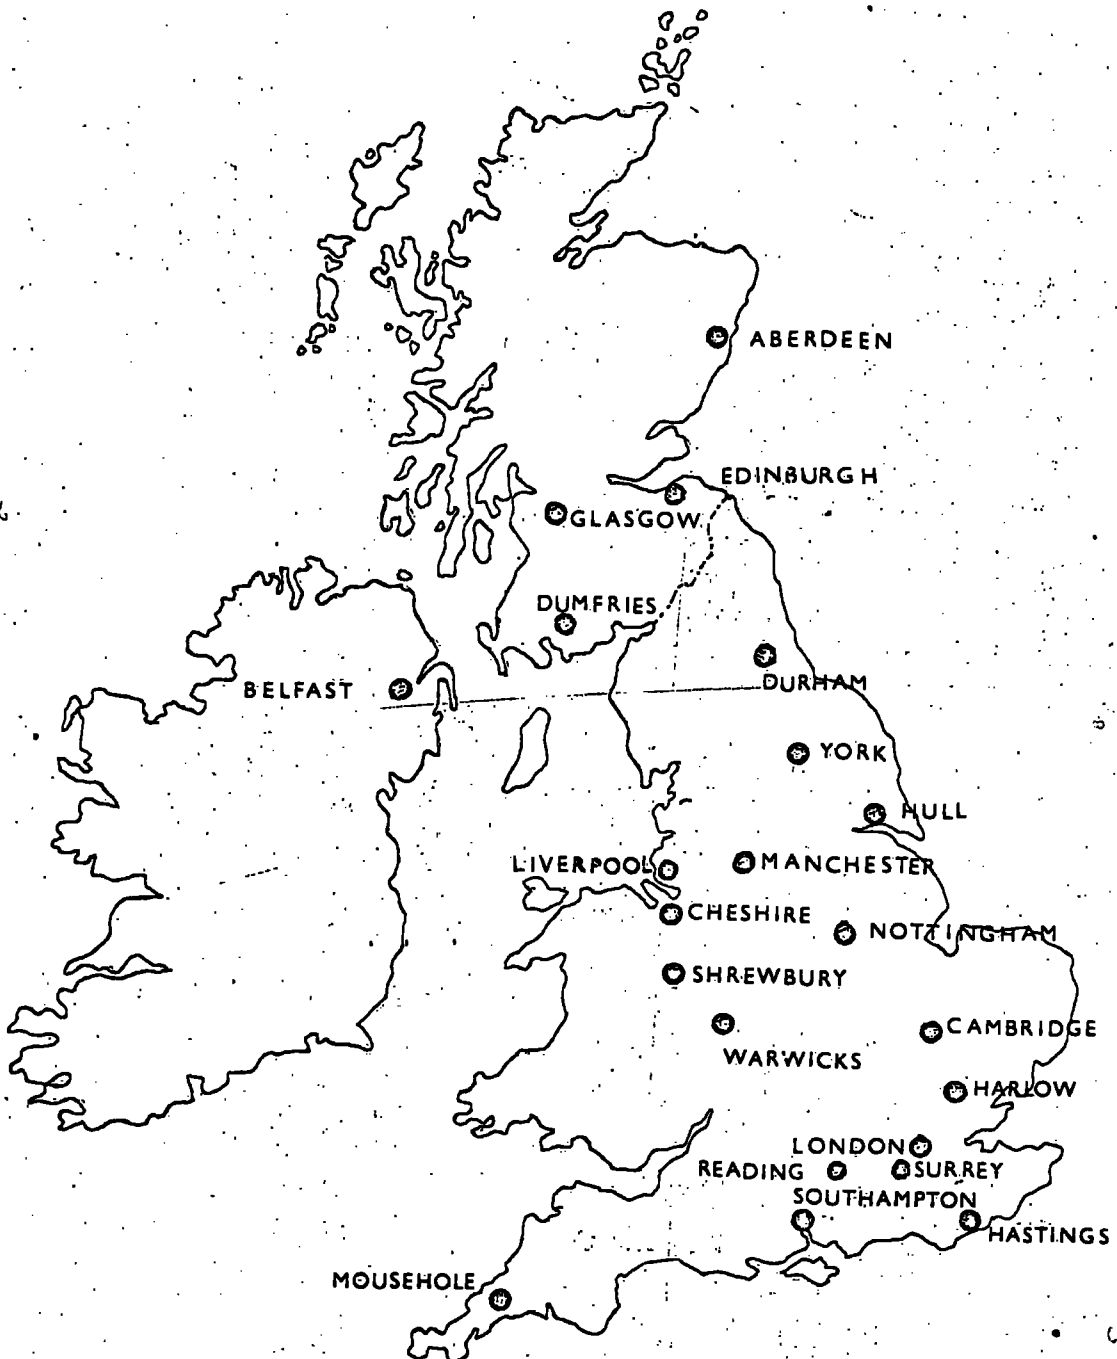 ABERDEEN
EDINBURGH
GLASGOW
DUMFRIES
BELFAST
DURHAM
YORK
HULL
LIVERPOOL
MANCHESTER
CHESHIRE
NOTTINGHAM
SHREWBURY
CAMBRIDGE
WARWICKS
HARLOW
LONDON
READING
SURREY
SOUTHAMPTON
HASTINGS
MOUSEHOLE